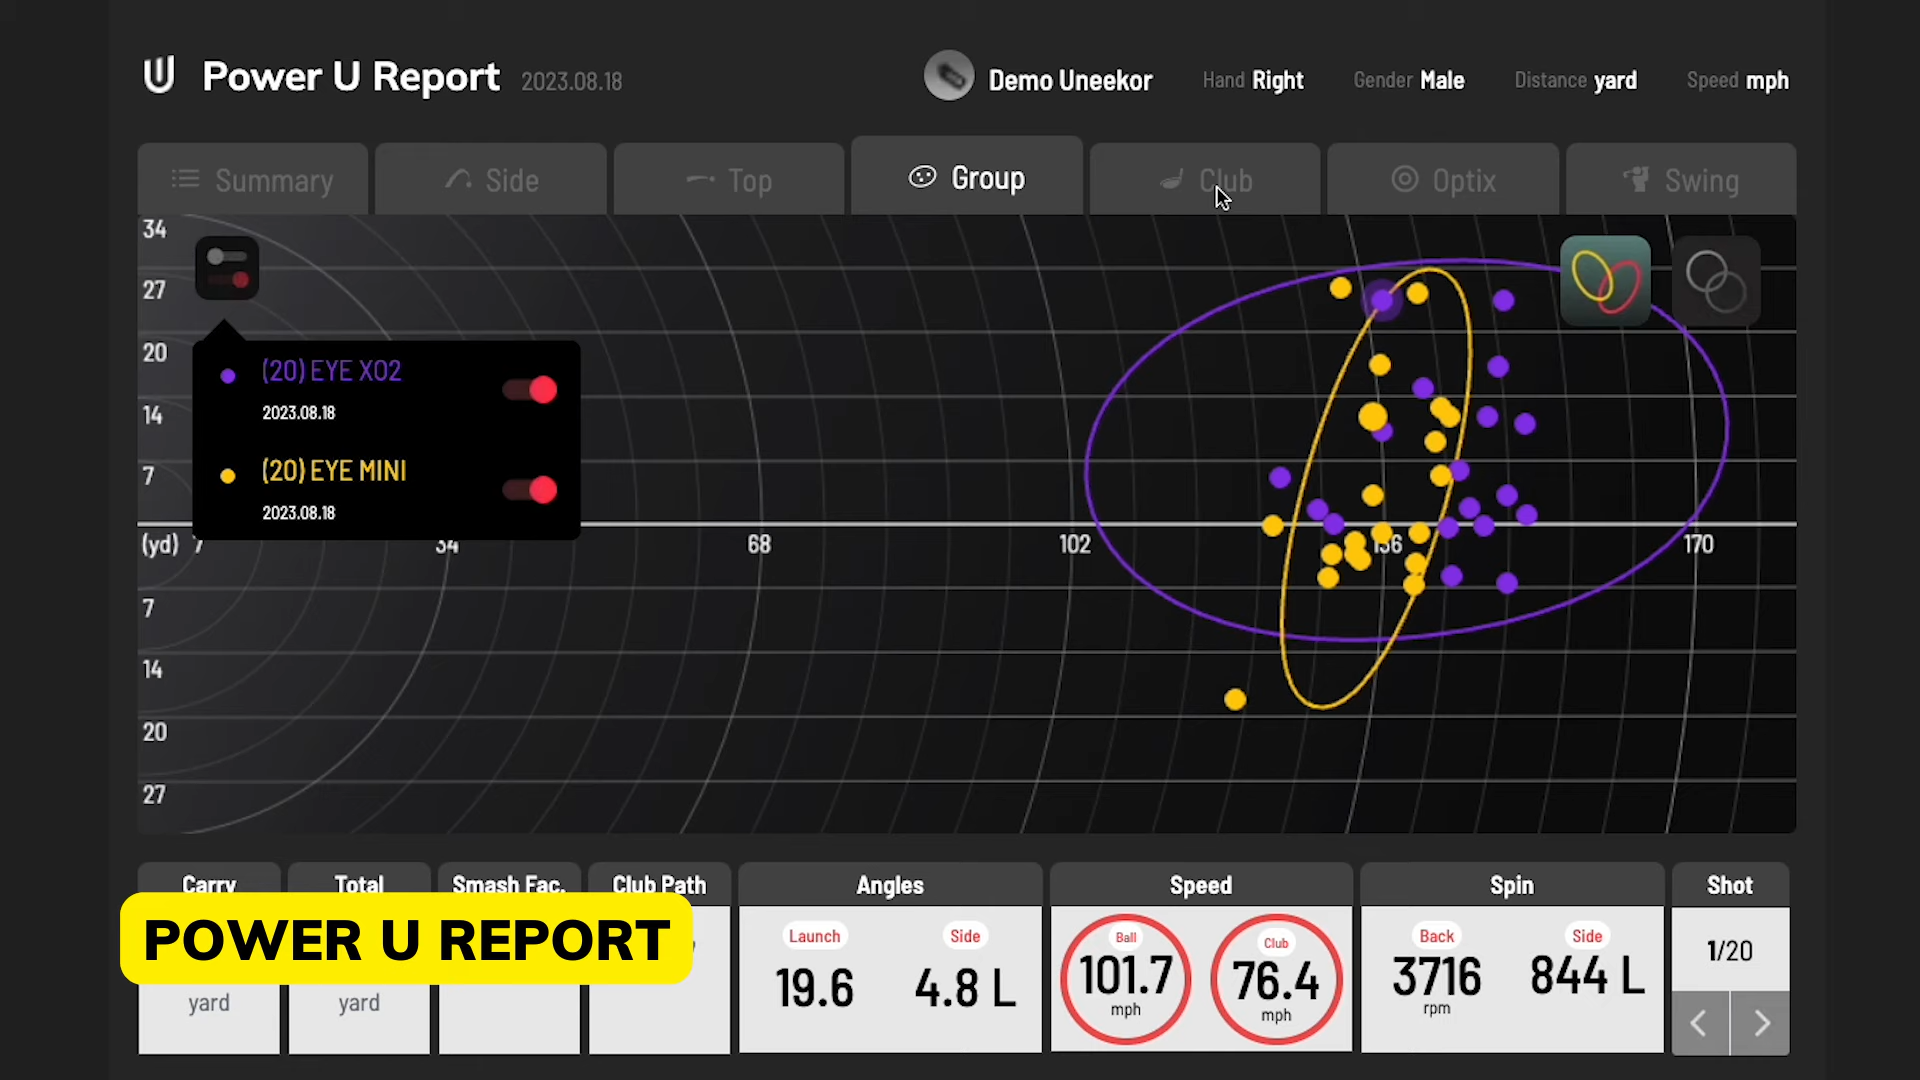 Power U Report 2023.08.18
Demo Uneekor Hand Right Gender Male Distance yard Speed mph
Summary Side Top Group Club Optix Swing
34
27
20
14
7
(yd) 7 34 68 102 136 170
7
14
20
27
(20) EYE XO2
2023.08.18
(20) EYE MINI
2023.08.18
Carry Total Smash Fac. Club Path Angles Speed Spin Shot
POWER U REPORT
yard yard
Launch Side
19.6 4.8 L
Ball Club
101.7 76.4
mph mph
Back Side
3716 844 L
rpm
1/20